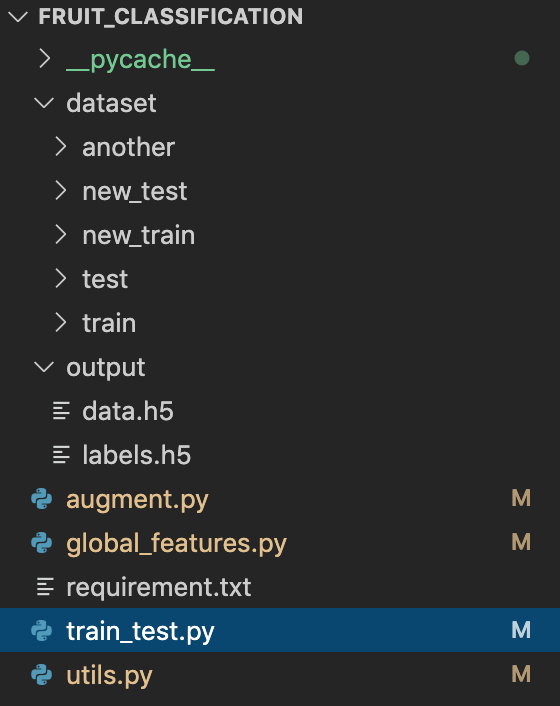 FRUIT_CLASSIFICATION
__pycache__
dataset
another
new_test
new_train
test
train
output
data.h5
labels.h5
augment.py M
global_features.py M
requirement.txt
train_test.py M
utils.py M